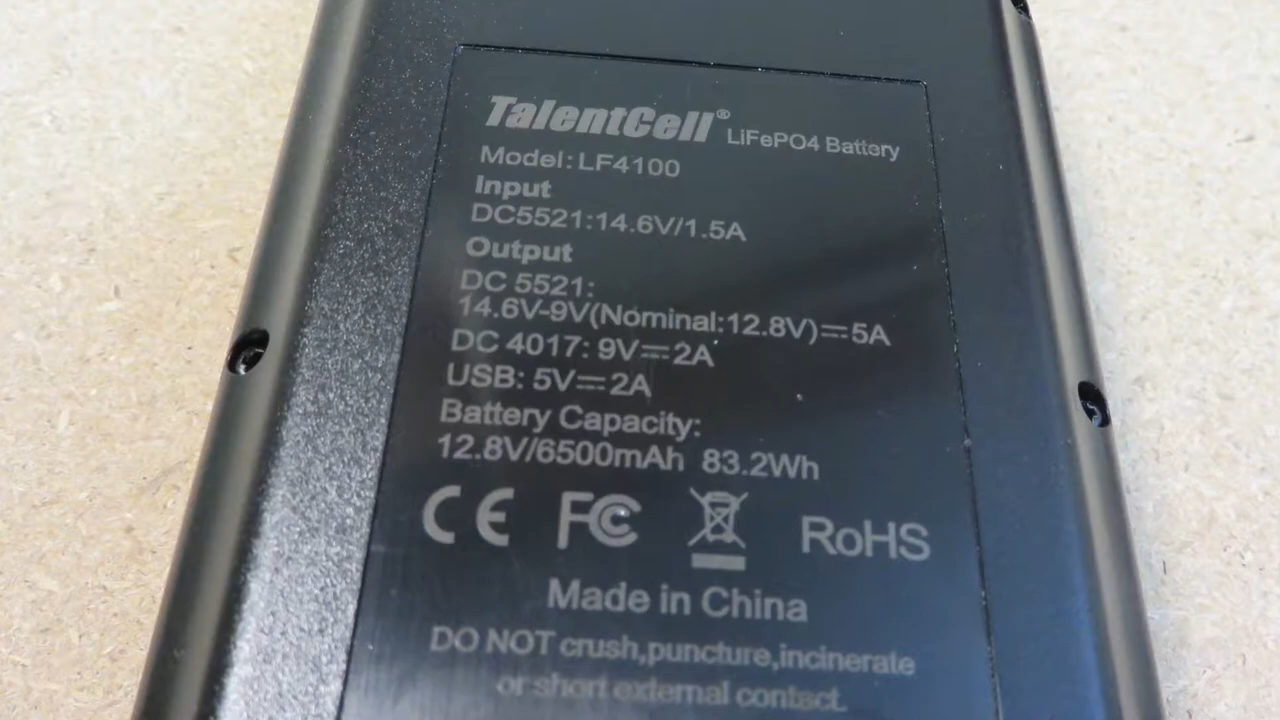 TalentCell® LiFePO4 Battery
Model: LF4100
Input
DC5521:14.6V/1.5A
Output
DC 5521:
14.6V-9V(Nominal:12.8V)⎓5A
DC 4017: 9V⎓2A
USB: 5V⎓2A
Battery Capacity:
12.8V/6500mAh 83.2Wh
CE FC RoHS
Made in China
DO NOT crush,puncture,incinerate
or short external contact.